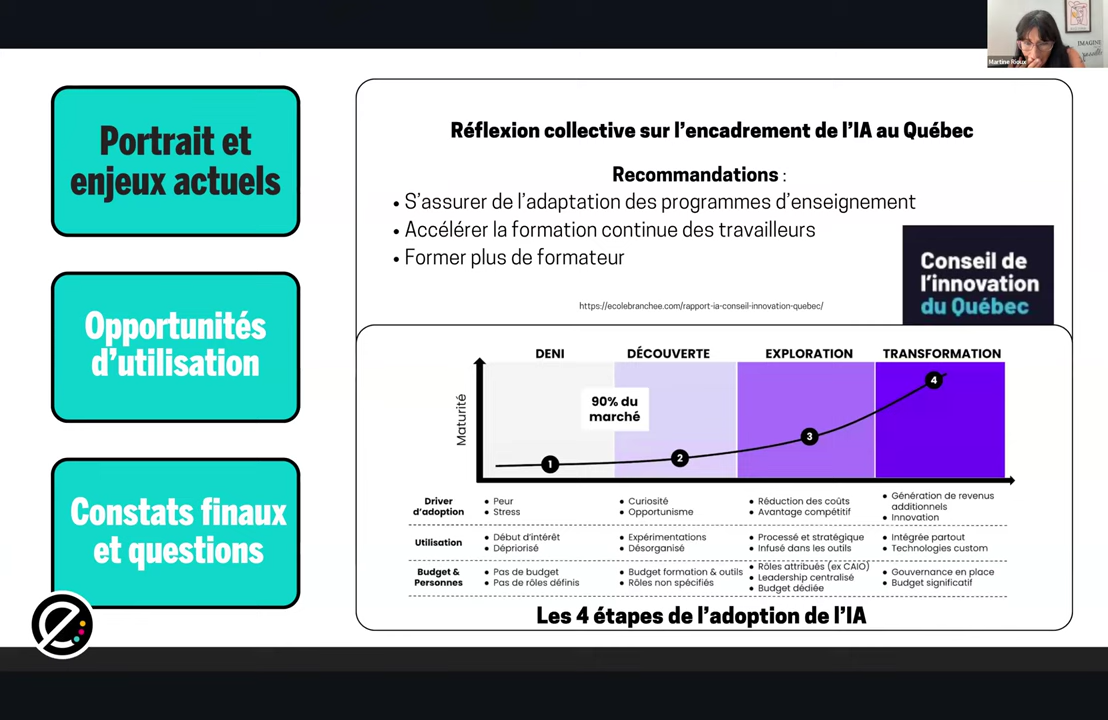 Martine Rioux
IMAGINE
Portrait et
enjeux actuels
Opportunités
d'utilisation
Constats finaux
et questions
Réflexion collective sur l'encadrement de l'IA au Québec
Recommandations :
• S'assurer de l'adaptation des programmes d'enseignement
• Accélérer la formation continue des travailleurs
• Former plus de formateur
Conseil de
l'innovation
du Québec
https://ecolebranchee.com/rapport-ia-conseil-innovation-quebec/
DENI DÉCOUVERTE EXPLORATION TRANSFORMATION
Maturité
90% du
marché
1 2 3 4
Driver
d'adoption
• Peur
• Stress
• Curiosité
• Opportunisme
• Réduction des coûts
• Avantage compétitif
• Génération de revenus
additionnels
• Innovation
Utilisation
• Début d'intérêt
• Dépriorisé
• Expérimentations
• Désorganisé
• Processé et stratégique
• Infusé dans les outils
• Intégrée partout
• Technologies custom
Budget &
Personnes
• Pas de budget
• Pas de rôles définis
• Budget formation & outils
• Rôles non spécifiés
• Rôles attribués (ex CAIO)
• Leadership centralisé
• Budget dédiée
• Gouvernance en place
• Budget significatif
Les 4 étapes de l'adoption de l'IA